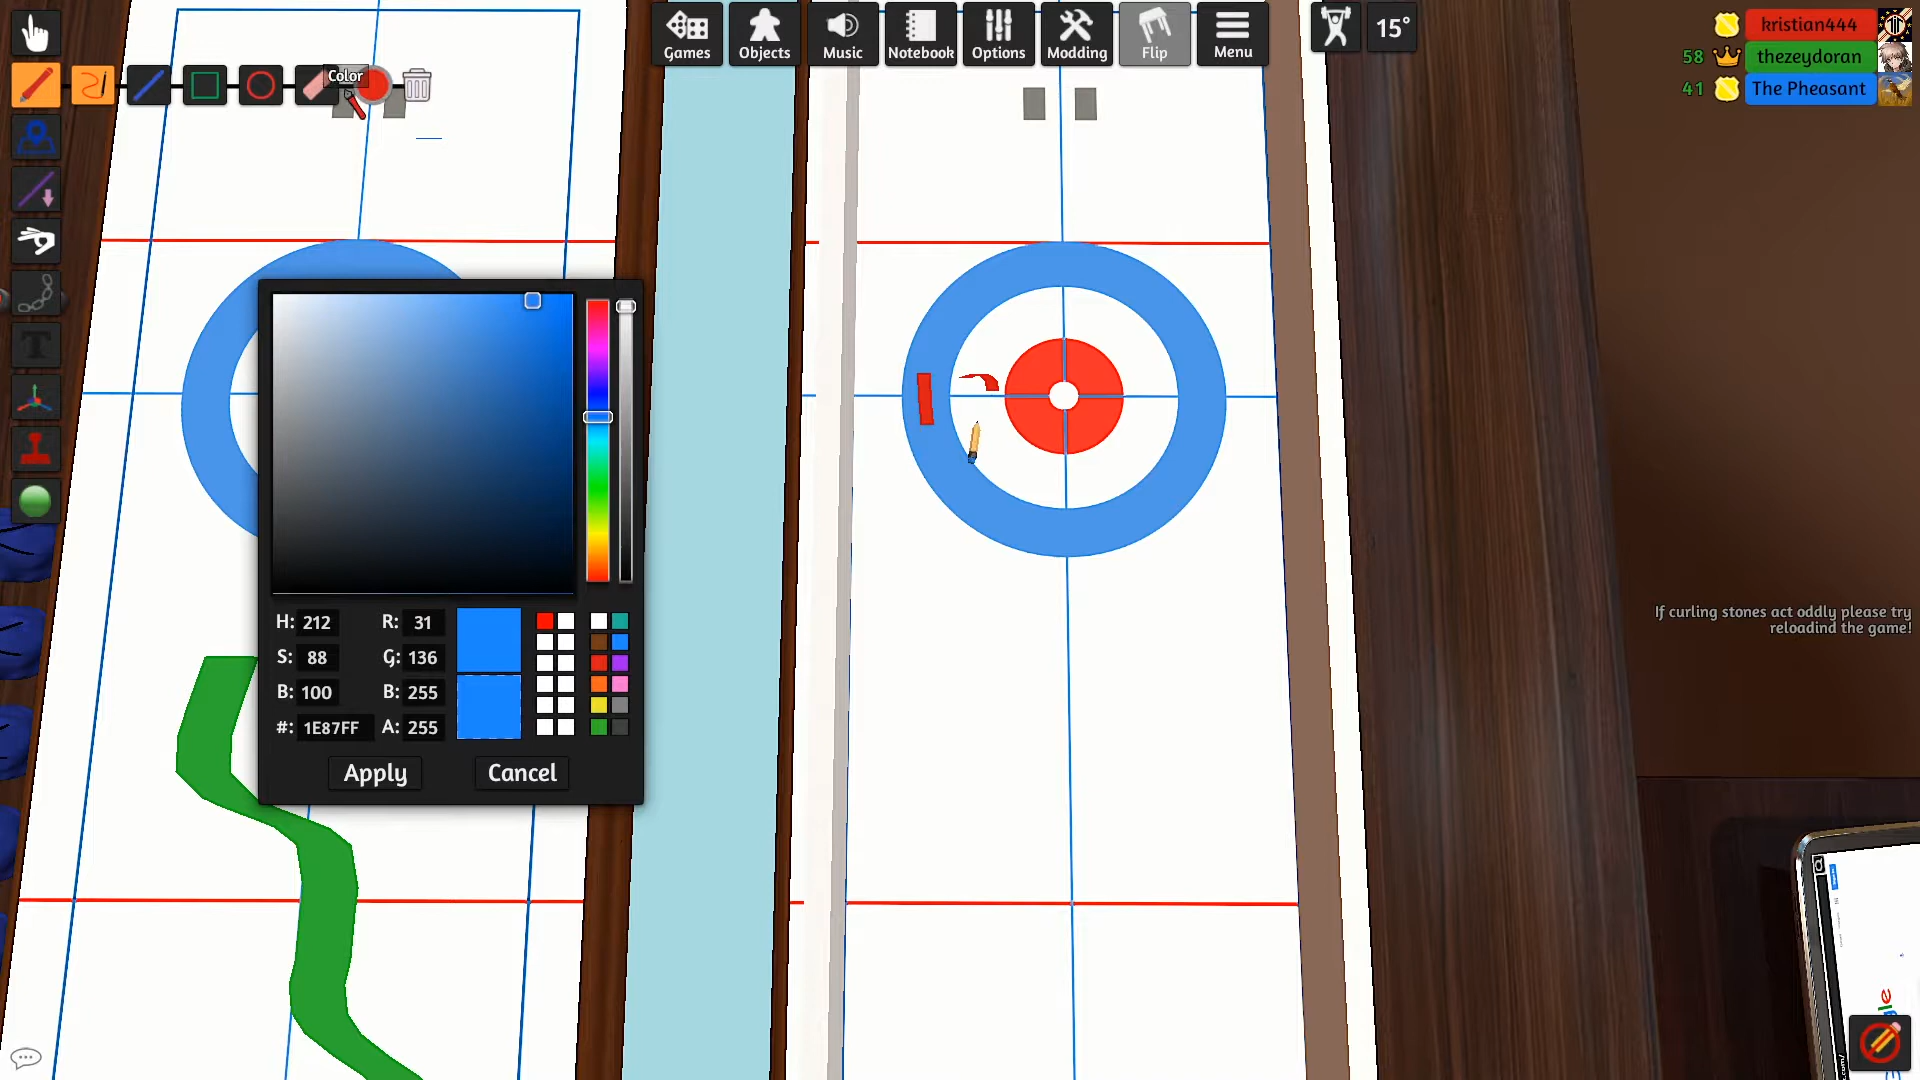 Games
Objects
Music
Notebook
Options
Modding
Flip
Menu
15°
kristian444
58 thezeydoran
41 The Pheasant
Color
If curling stones act oddly please try
reloadind the game!
H: 212 R: 31
S: 88 G: 136
B: 100 B: 255
#: 1E87FF A: 255
Apply Cancel